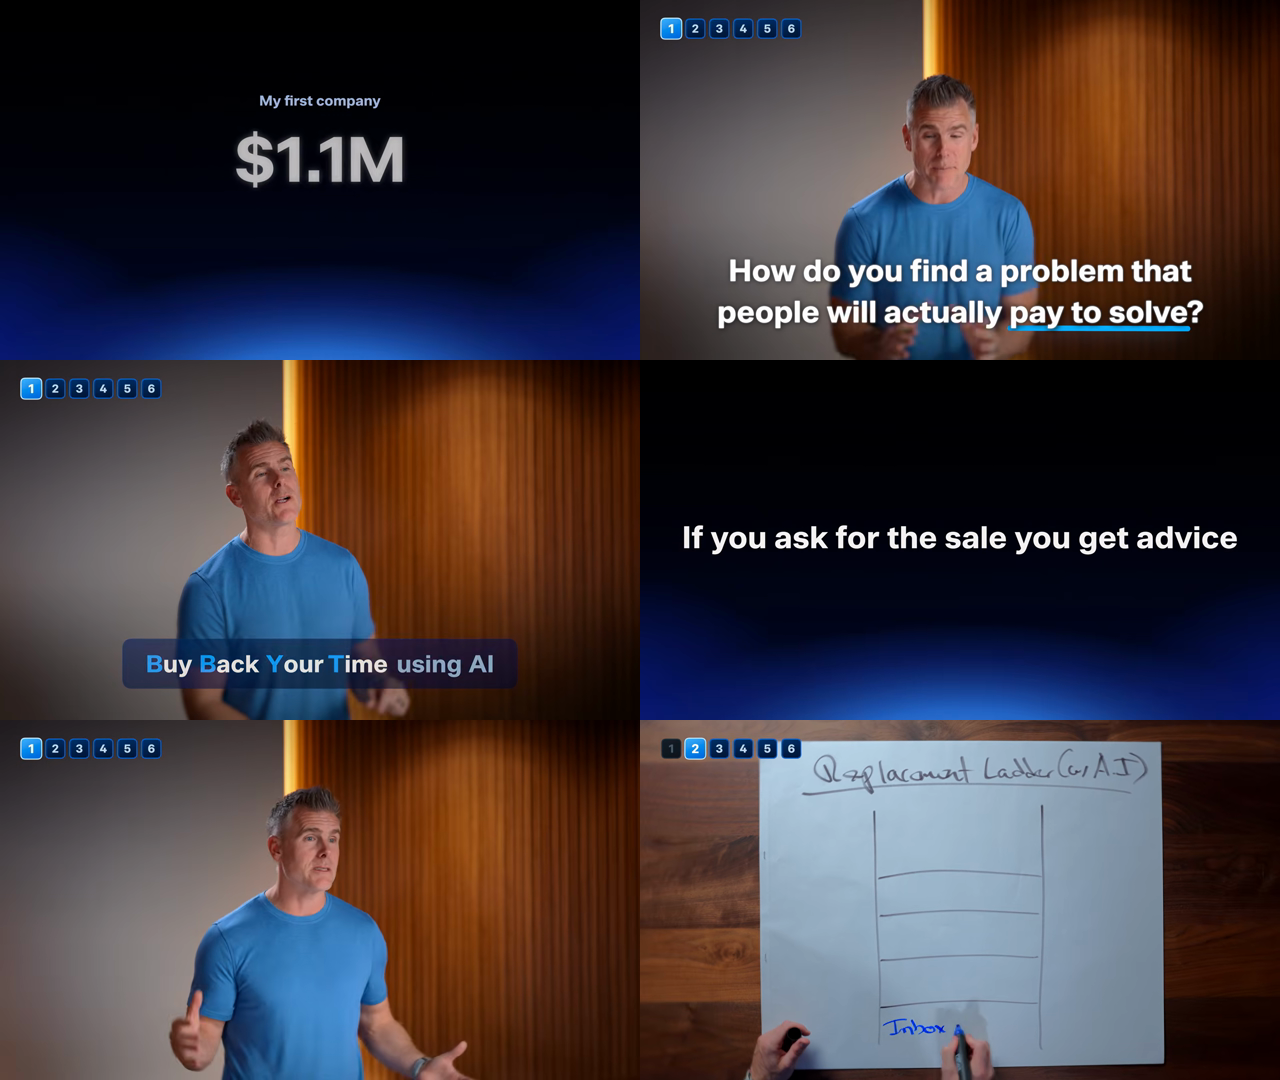 My first company
$1.1M
1 2 3 4 5 6
How do you find a problem that
people will actually pay to solve?
1 2 3 4 5 6
Buy Back Your Time using AI
If you ask for the sale you get advice
1 2 3 4 5 6
1 2 3 4 5 6
Replacement Ladder (w/ AI)
Inbox